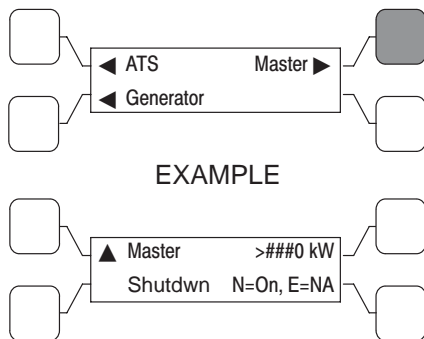 ◀ ATS Master ▶
◀ Generator
EXAMPLE
▲ Master >###0 kW
Shutdwn N=On, E=NA